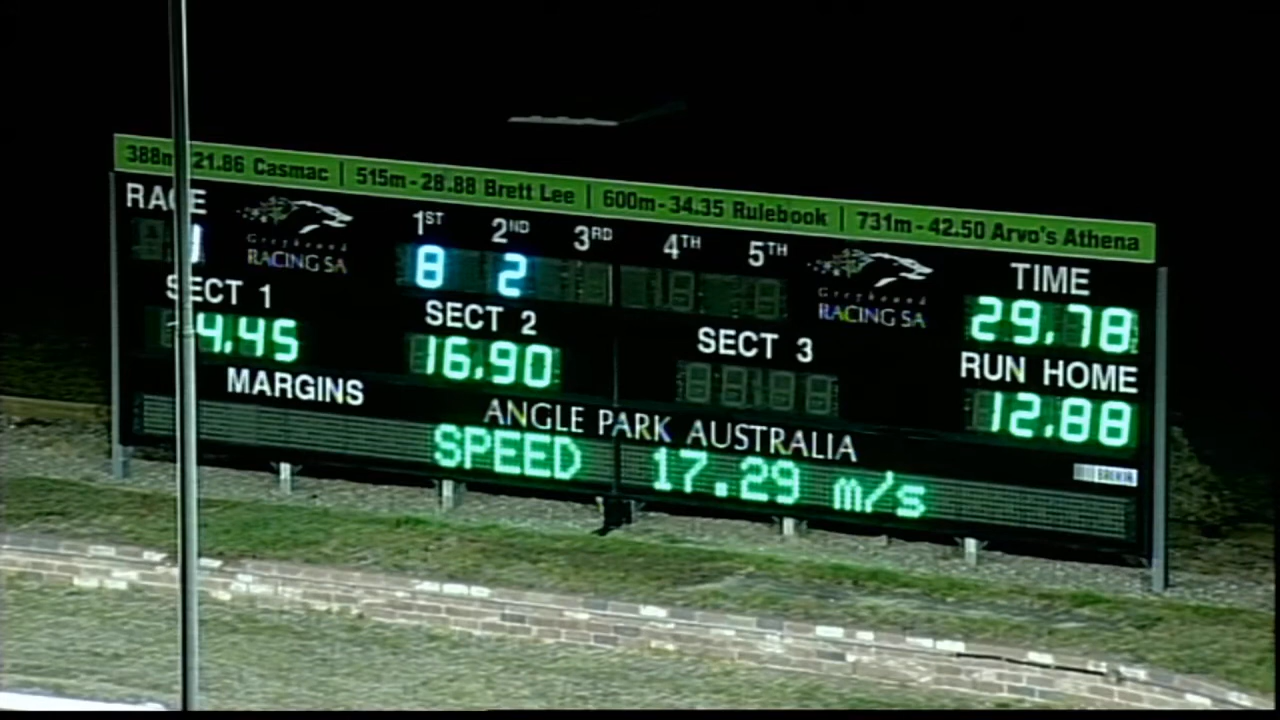 388m 21.86 Casmac | 515m-28.88 Brett Lee | 600m-34.35 Rulebook | 731m-42.50 Arvo's Athena
RACE
Greyhound
RACING SA
1ST 2ND 3RD 4TH 5TH
8 2
Greyhound
RACING SA
TIME
29.78
SECT 1
4.45
SECT 2
16.90
SECT 3
RUN HOME
12.88
MARGINS
ANGLE PARK AUSTRALIA
SPEED 17.29 m/s